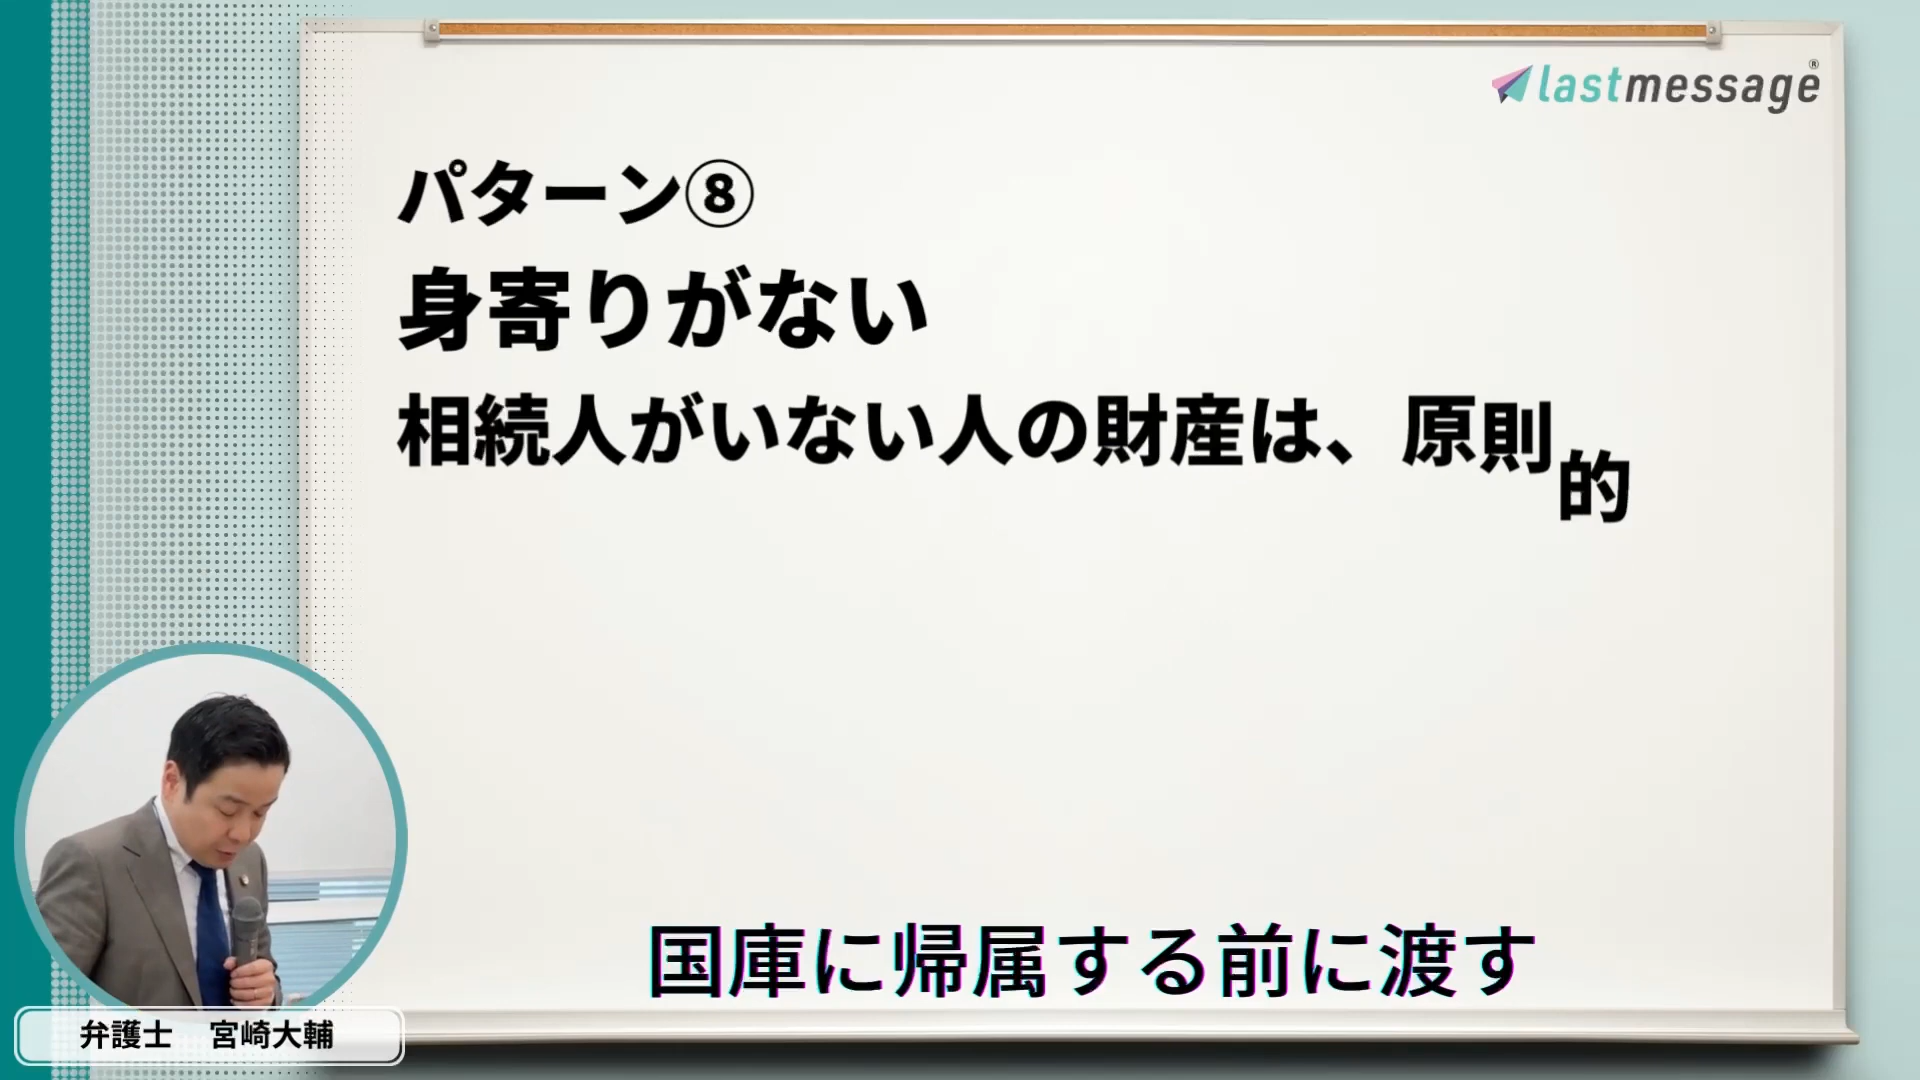 lastmessage®
パターン⑧
身寄りがない
相続人がいない人の財産は、原則的
国庫に帰属する前に渡す
弁護士 宮崎大輔